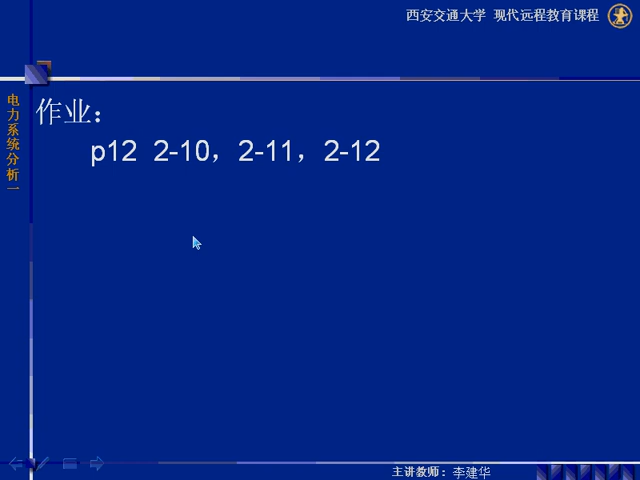 西安交通大学 现代远程教育课程
电力系统分析一
作业：
p12 2-10，2-11，2-12
主讲教师：李建华